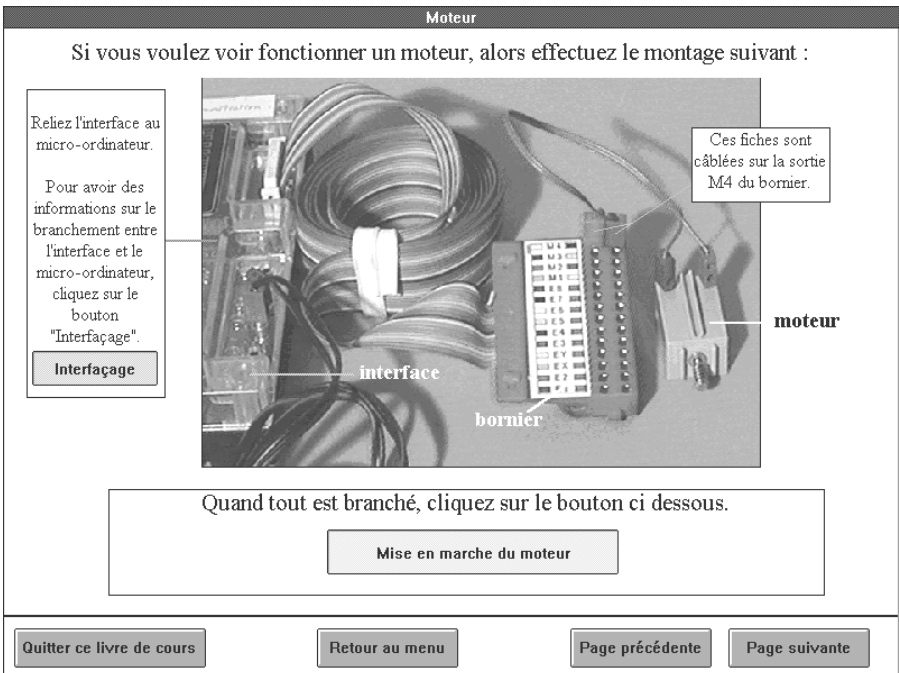 Moteur
Si vous voulez voir fonctionner un moteur, alors effectuez le montage suivant :
Reliez l'interface au
micro-ordinateur.
Pour avoir des
informations sur le
branchement entre
l'interface et le
micro-ordinateur,
cliquez sur le
bouton
"Interfaçage".
Interfaçage
Ces fiches sont
câblées sur la sortie
M4 du bornier.
M4
M3
M2
M1
E8
E7
E6
E5
E4
E3
EY
EX
E2
moteur
interface
bornier
Quand tout est branché, cliquez sur le bouton ci dessous.
Mise en marche du moteur
Quitter ce livre de cours
Retour au menu
Page précédente
Page suivante